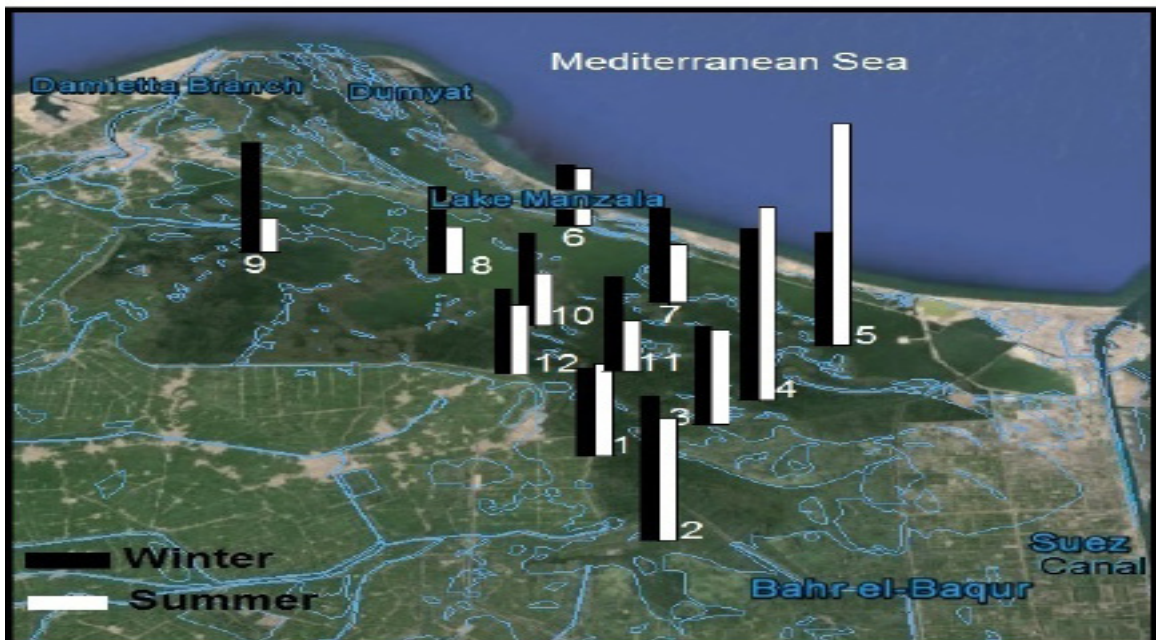 Mediterranean Sea
Damietta Branch
Dumyat
Lake Manzala
6
9
8
10
7
5
12
11
4
3
1
2
Winter
Summer
Suez
Canal
Bahr el-Baqur